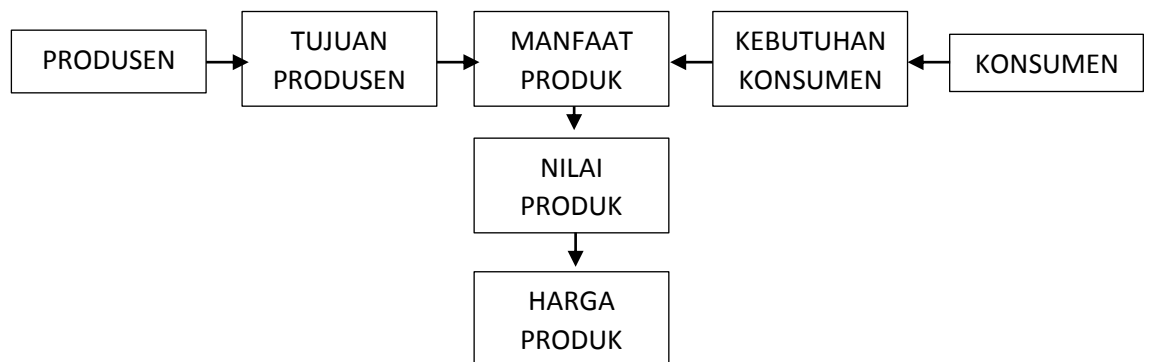 PRODUSEN
TUJUAN
PRODUSEN
MANFAAT
PRODUK
KEBUTUHAN
KONSUMEN
KONSUMEN
NILAI
PRODUK
HARGA
PRODUK